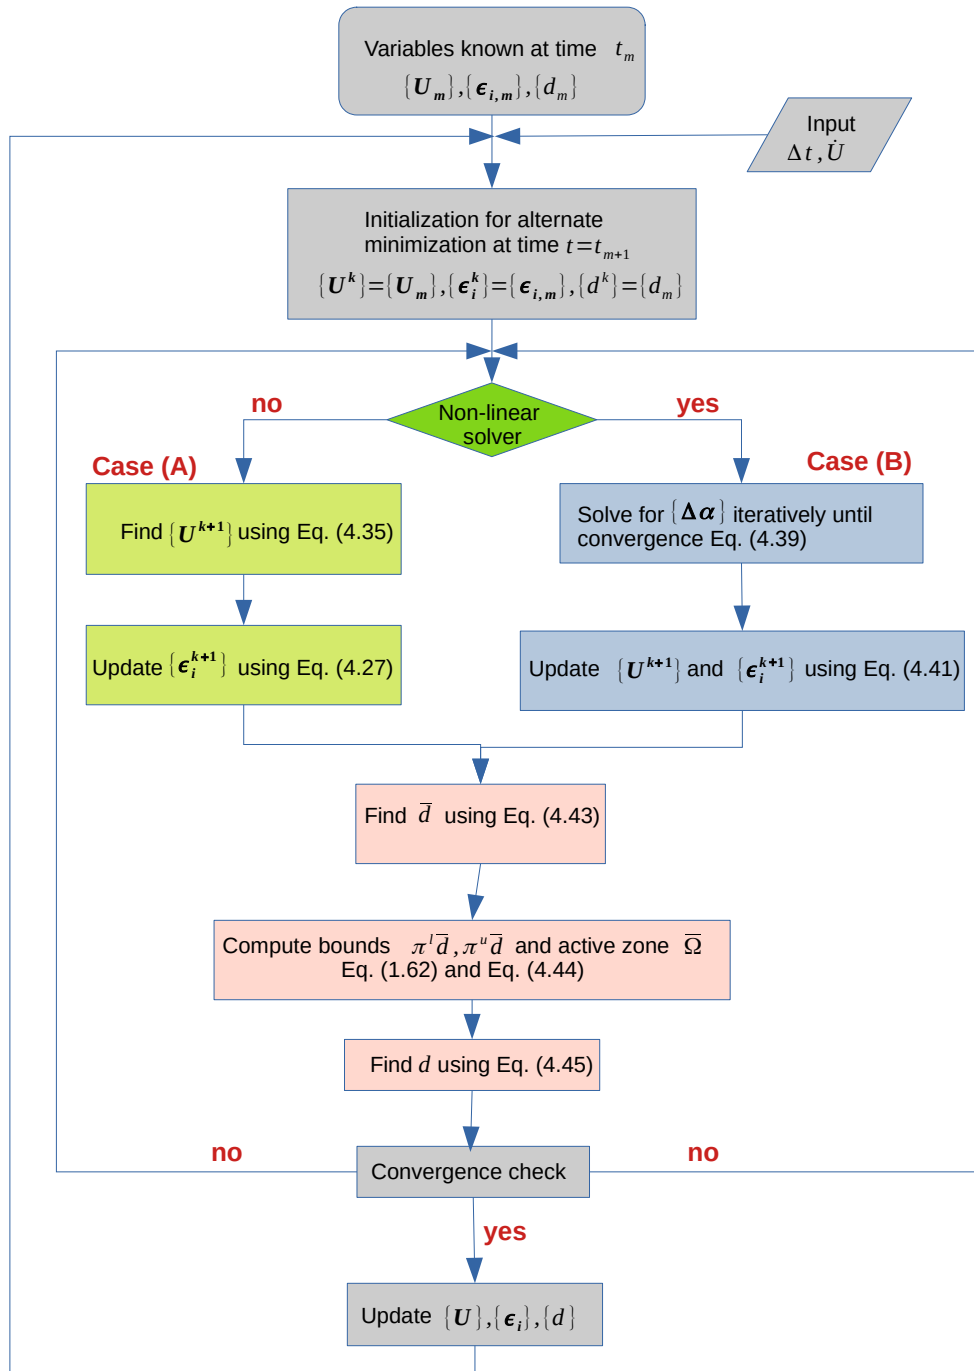 Variables known at time t_m
{U_m},{ϵ_{i,m}},{d_m}
Input
Δt, U̇
Initialization for alternate
minimization at time t=t_{m+1}
{U^k}={U_m},{ϵ_i^k}={ϵ_{i,m}},{d^k}={d_m}
no
Non-linear
solver
yes
Case (A)
Case (B)
Find {U^{k+1}} using Eq. (4.35)
Solve for {Δα} iteratively until
convergence Eq. (4.39)
Update {ϵ_i^{k+1}} using Eq. (4.27)
Update {U^{k+1}} and {ϵ_i^{k+1}} using Eq. (4.41)
Find d̅ using Eq. (4.43)
Compute bounds π^l d̅, π^u d̅ and active zone Ω̅
Eq. (1.62) and Eq. (4.44)
Find d using Eq. (4.45)
no
Convergence check
no
yes
Update {U},{ϵ_i},{d}